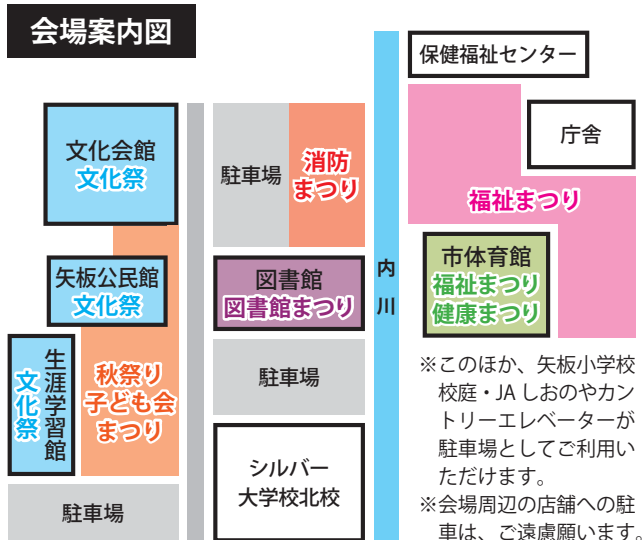 会場案内図
文化会館
文化祭
矢板公民館
文化祭
生涯学習館
文化祭
秋祭り
子ども会
まつり
駐車場
駐車場
消防
まつり
図書館
図書館まつり
駐車場
シルバー
大学校北校
内
川
保健福祉センター
庁舎
福祉まつり
市体育館
福祉まつり
健康まつり
※このほか、矢板小学校
校庭・JAしおのやカン
トリーエレベーターが
駐車場としてご利用い
ただけます。
※会場周辺の店舗への駐
車は、ご遠慮願います。